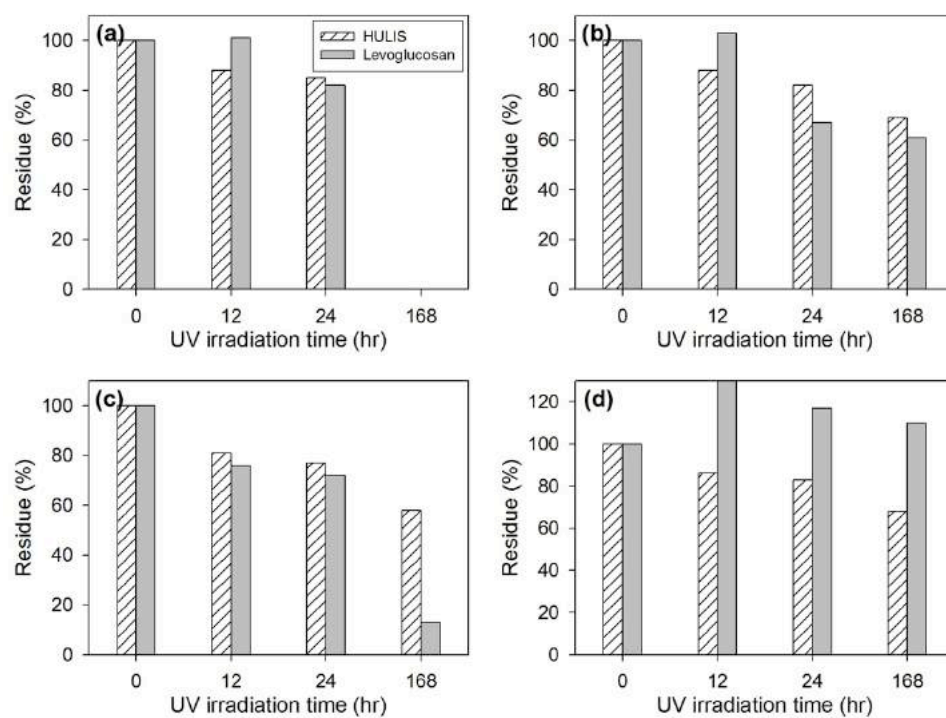 (a)
HULIS
Levoglucosan
Residue (%)
100
80
60
40
20
0
0 12 24 168
UV irradiation time (hr)
(b)
Residue (%)
100
80
60
40
20
0
0 12 24 168
UV irradiation time (hr)
(c)
Residue (%)
100
80
60
40
20
0
0 12 24 168
UV irradiation time (hr)
(d)
Residue (%)
120
100
80
60
40
20
0
0 12 24 168
UV irradiation time (hr)